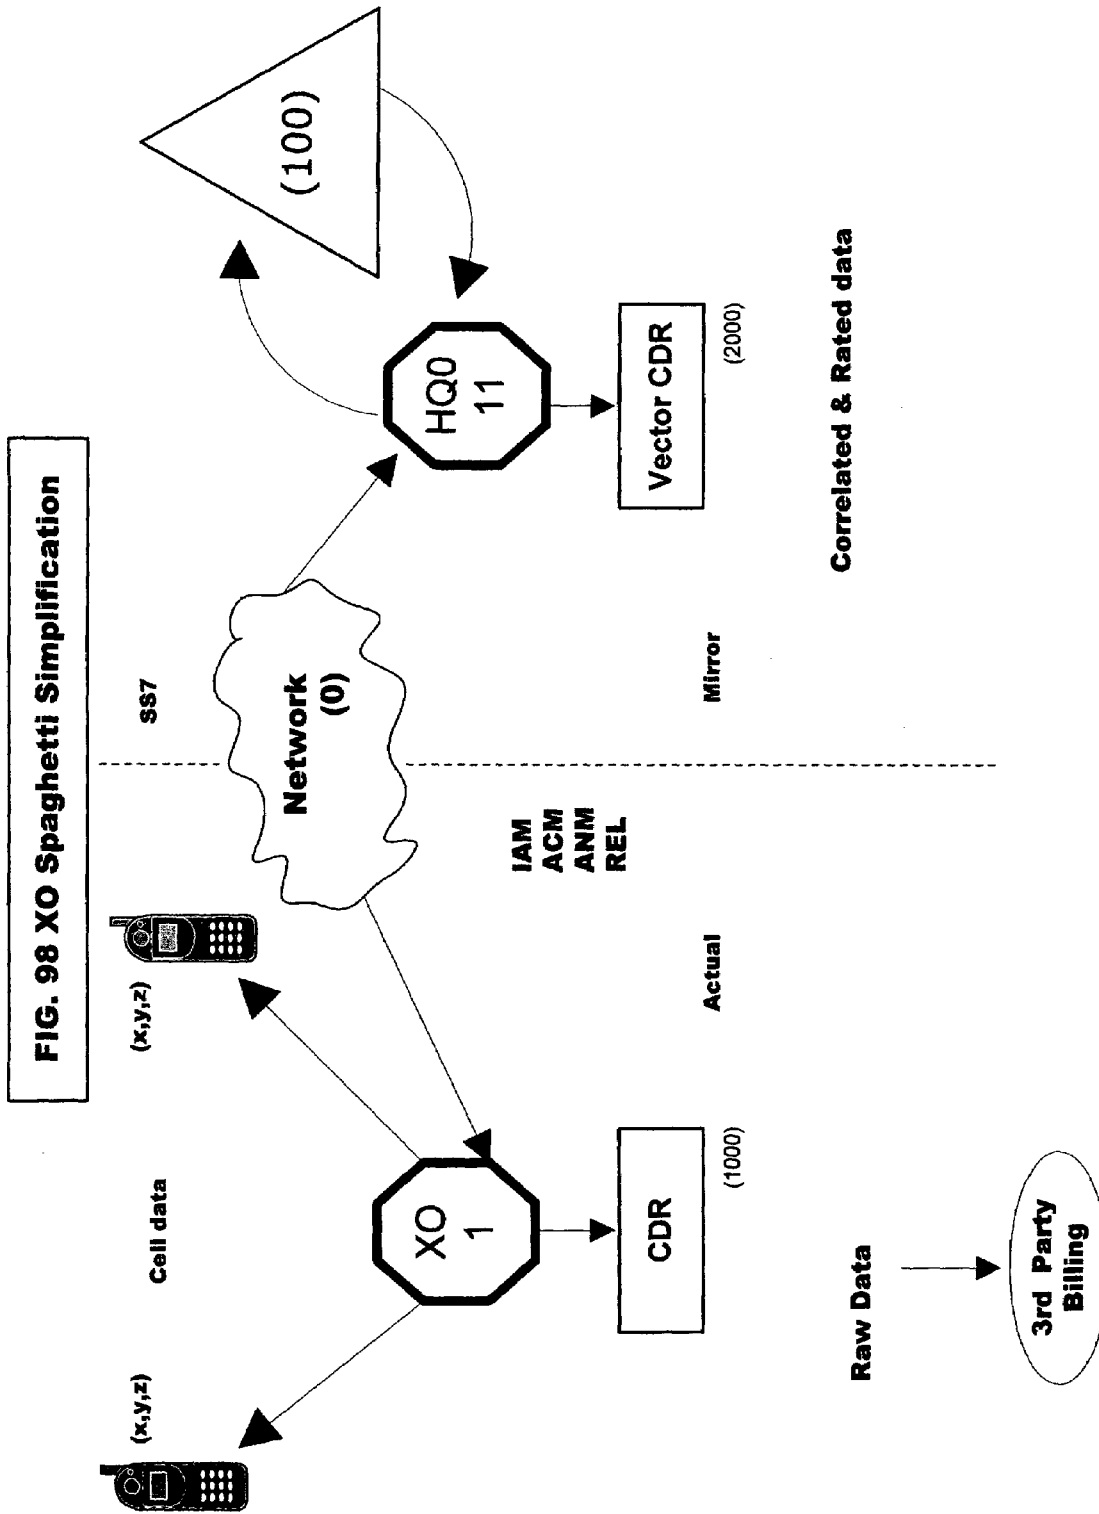 FIG. 98 XO Spaghetti Simplification
(x,y,z)
Cell data
(x,y,z)
SS7
XO
1
Network
(0)
HQ0
11
(100)
CDR
(1000)
IAM
ACM
ANM
REL
Vector CDR
(2000)
Actual
Mirror
Raw Data
Correlated & Rated data
3rd Party
Billing